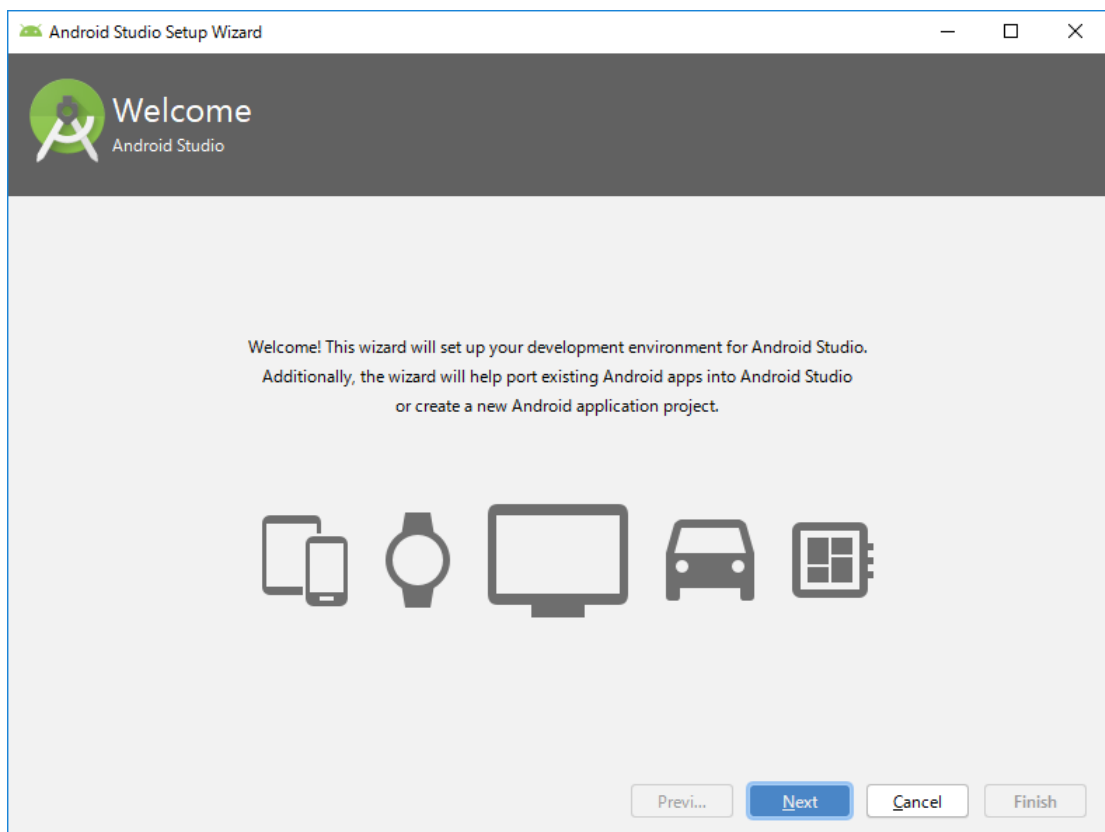 Android Studio Setup Wizard
Welcome
Android Studio
Welcome! This wizard will set up your development environment for Android Studio.
Additionally, the wizard will help port existing Android apps into Android Studio
or create a new Android application project.
Previ... Next Cancel Finish